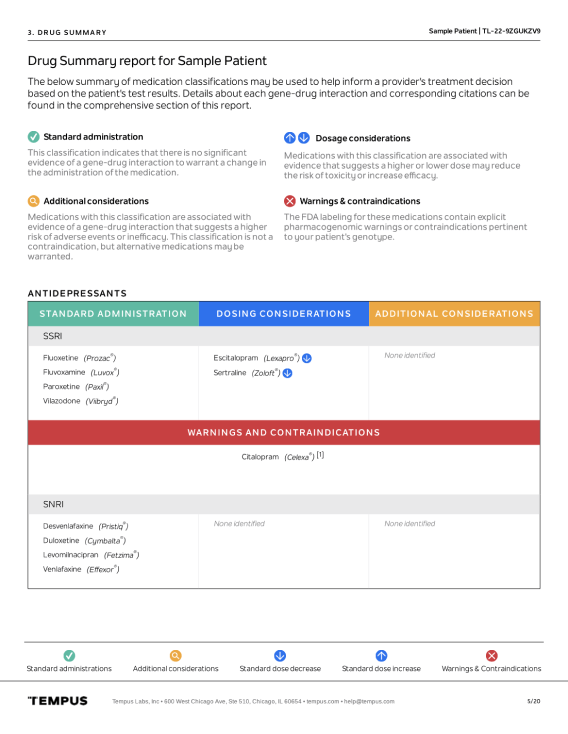 3. DRUG SUMMARY
Sample Patient | TL-22-9ZGUKZV9
Drug Summary report for Sample Patient
The below summary of medication classifications may be used to help inform a provider's treatment decision
based on the patient's test results. Details about each gene-drug interaction and corresponding citations can be
found in the comprehensive section of this report.
Standard administration
This classification indicates that there is no significant
evidence of a gene-drug interaction to warrant a change in
the administration of the medication.
Dosage considerations
Medications with this classification are associated with
evidence that suggests a higher or lower dose may reduce
the risk of toxicity or increase efficacy.
Additional considerations
Medications with this classification are associated with
evidence of a gene-drug interaction that suggests a higher
risk of adverse events or inefficacy. This classification is not a
contraindication, but alternative medications may be
warranted.
Warnings & contraindications
The FDA labeling for these medications contain explicit
pharmacogenomic warnings or contraindications pertinent
to your patient's genotype.
ANTIDEPRESSANTS
STANDARD ADMINISTRATION
DOSING CONSIDERATIONS
ADDITIONAL CONSIDERATIONS
SSRI
Fluoxetine (Prozac®)
Fluvoxamine (Luvox®)
Paroxetine (Paxil®)
Vilazodone (Viibryd®)
Escitalopram (Lexapro®)
Sertraline (Zoloft®)
None identified
WARNINGS AND CONTRAINDICATIONS
Citalopram (Celexa®) [1]
SNRI
Desvenlafaxine (Pristiq®)
Duloxetine (Cymbalta®)
Levomilnacipran (Fetzima®)
Venlafaxine (Effexor®)
None identified
None identified
Standard administrations
Additional considerations
Standard dose decrease
Standard dose increase
Warnings & Contraindications
TEMPUS
Tempus Labs, Inc • 600 West Chicago Ave, Ste 510, Chicago, IL 60654 • tempus.com • help@tempus.com
5/20